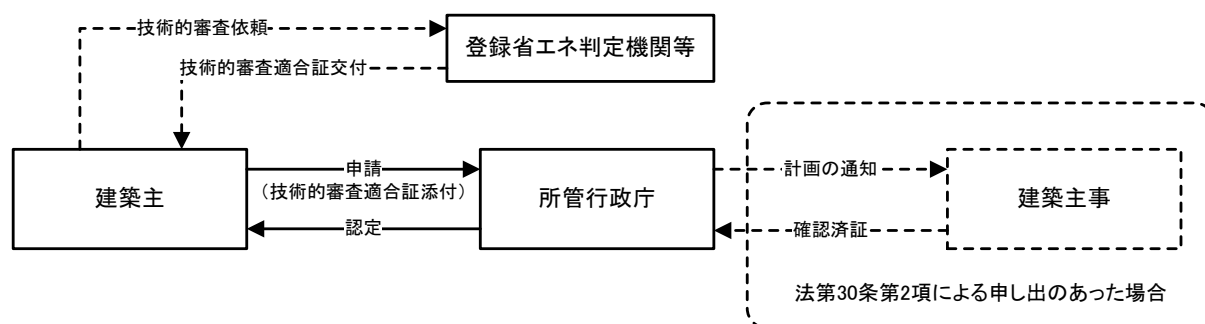 技術的審査依頼
登録省エネ判定機関等
技術的審査適合証交付
建築主
申請
（技術的審査適合証添付）
認定
所管行政庁
計画の通知
確認済証
建築主事
法第30条第2項による申し出のあった場合